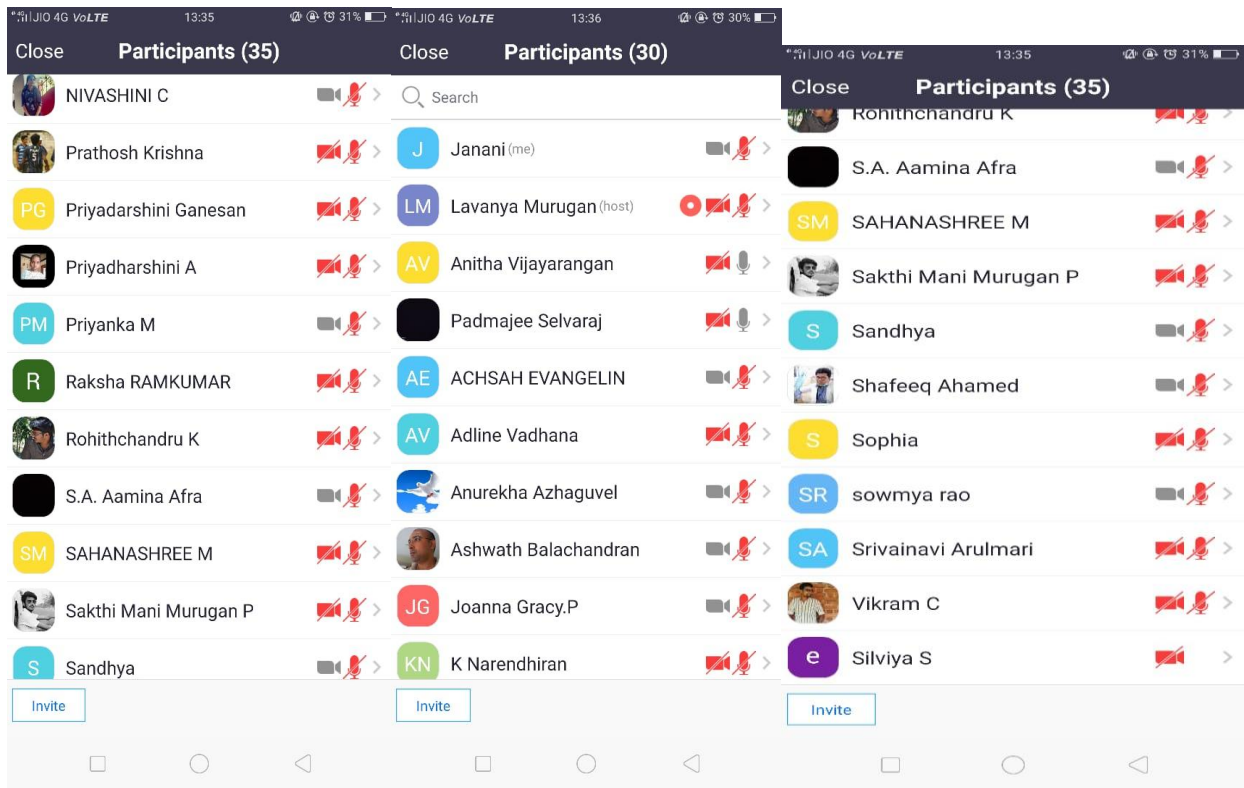 JIO 4G VoLTE 13:35 31%
Close Participants (35)
NIVASHINI C
Prathosh Krishna
PG Priyadarshini Ganesan
Priyadharshini A
PM Priyanka M
R Raksha RAMKUMAR
Rohithchandru K
S.A. Aamina Afra
SM SAHANASHREE M
Sakthi Mani Murugan P
S Sandhya
Invite
JIO 4G VoLTE 13:36 30%
Close Participants (30)
Search
J Janani (me)
LM Lavanya Murugan (host)
AV Anitha Vijayarangan
Padmajee Selvaraj
AE ACHSAH EVANGELIN
AV Adline Vadhana
Anurekha Azhaguvel
Ashwath Balachandran
JG Joanna Gracy.P
KN K Narendhiran
Invite
JIO 4G VoLTE 13:35 31%
Close Participants (35)
Rohithchandru K
S.A. Aamina Afra
SM SAHANASHREE M
Sakthi Mani Murugan P
S Sandhya
Shafeeq Ahamed
S Sophia
SR sowmya rao
SA Srivainavi Arulmari
Vikram C
e Silviya S
Invite